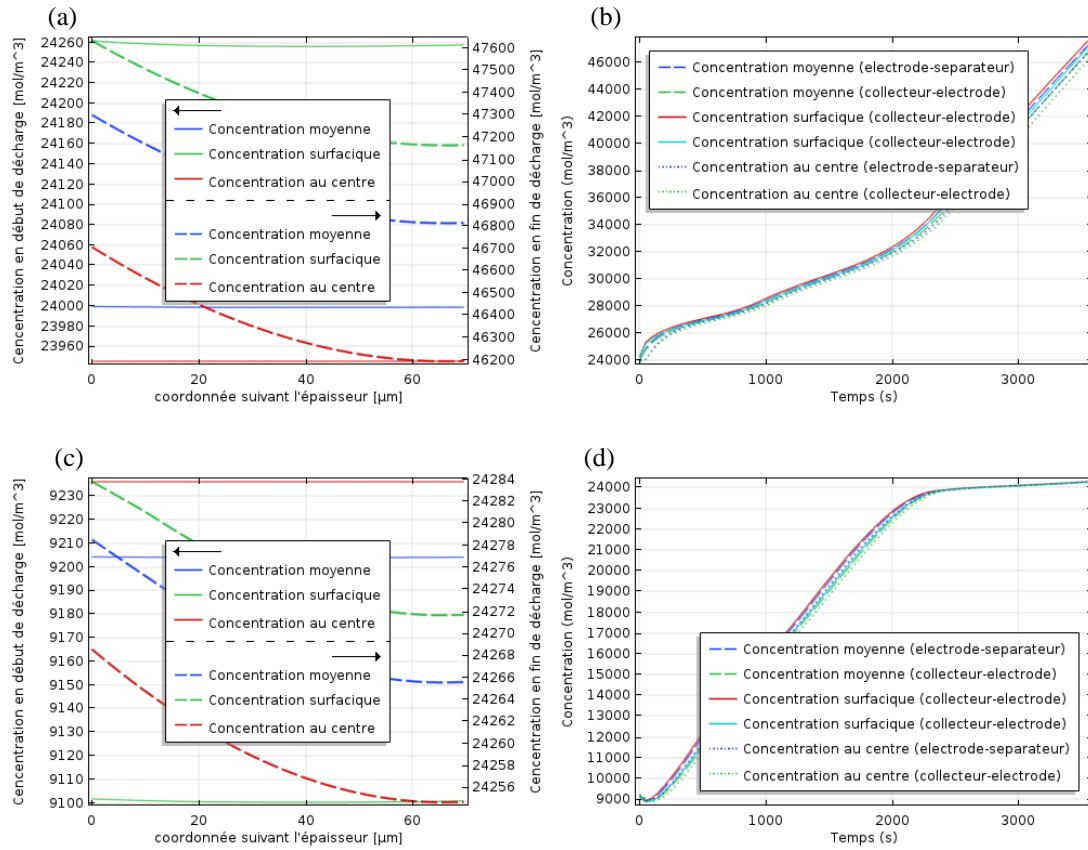 (a)
Cencentration en début de décharge [mol/m^3]
24260
24240
24220
24200
24180
24160
24140
24120
24100
24080
24060
24040
24020
24000
23980
23960
0
20
40
60
coordonnée suivant l'épaisseur [µm]
Concentration moyenne
Concentration surfacique
Concentration au centre
Concentration moyenne
Concentration surfacique
Concentration au centre
47600
47500
47400
47300
47200
47100
47000
46900
46800
46700
46600
46500
46400
46300
46200
Cencentration en fin de décharge [mol/m^3]
(b)
Concentration (mol/m^3)
46000
44000
42000
40000
38000
36000
34000
32000
30000
28000
26000
24000
0
1000
2000
3000
Temps (s)
Concentration moyenne (electrode-separateur)
Concentration moyenne (collecteur-electrode)
Concentration surfacique (collecteur-electrode)
Concentration surfacique (collecteur-electrode)
Concentration au centre (electrode-separateur)
Concentration au centre (collecteur-electrode)
(c)
Cencentration en début de décharge [mol/m^3]
9230
9220
9210
9200
9190
9180
9170
9160
9150
9140
9130
9120
9110
9100
0
20
40
60
coordonnée suivant l'épaisseur [µm]
Concentration moyenne
Concentration surfacique
Concentration au centre
Concentration moyenne
Concentration surfacique
Concentration au centre
24284
24282
24280
24278
24276
24274
24272
24270
24268
24266
24264
24262
24260
24258
24256
Cencentration en fin de décharge [mol/m^3]
(d)
Concentration (mol/m^3)
24000
23000
22000
21000
20000
19000
18000
17000
16000
15000
14000
13000
12000
11000
10000
9000
0
1000
2000
3000
Temps (s)
Concentration moyenne (electrode-separateur)
Concentration moyenne (collecteur-electrode)
Concentration surfacique (collecteur-electrode)
Concentration surfacique (collecteur-electrode)
Concentration au centre (electrode-separateur)
Concentration au centre (collecteur-electrode)